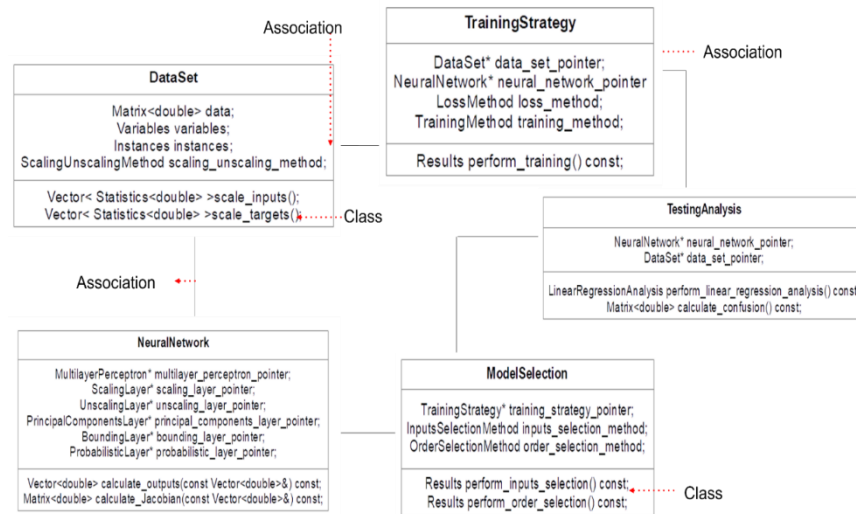 Association
TrainingStrategy
DataSet* data_set_pointer;
NeuralNetwork* neural_network_pointer
LossMethod loss_method;
TrainingMethod training_method;
Results perform_training() const;
Association
DataSet
Matrix<double> data;
Variables variables;
Instances instances;
ScalingUnscalingMethod scaling_unscaling_method;
Vector< Statistics<double> >scale_inputs();
Vector< Statistics<double> >scale_targets();
Class
TestingAnalysis
NeuralNetwork* neural_network_pointer;
DataSet* data_set_pointer;
LinearRegressionAnalysis perform_linear_regression_analysis() const
Matrix<double> calculate_confusion() const;
Association
NeuralNetwork
MultilayerPerceptron* multilayer_perceptron_pointer;
ScalingLayer* scaling_layer_pointer;
UnscalingLayer* unscaling_layer_pointer;
PrincipalComponentsLayer* principal_components_layer_pointer;
BoundingLayer* bounding_layer_pointer;
ProbabilisticLayer* probabilistic_layer_pointer;
Vector<double> calculate_outputs(const Vector<double>&) const;
Matrix<double> calculate_Jacobian(const Vector<double>&) const;
ModelSelection
TrainingStrategy* training_strategy_pointer;
InputsSelectionMethod inputs_selection_method;
OrderSelectionMethod order_selection_method;
Results perform_inputs_selection() const;
Results perform_order_selection() const;
Class